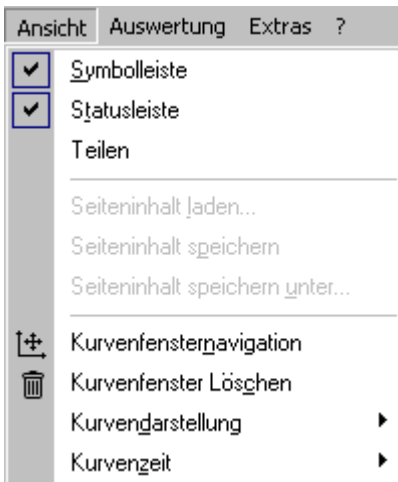 Ansicht Auswertung Extras ?
Symbolleiste
Statusleiste
Teilen
Seiteninhalt laden...
Seiteninhalt speichern
Seiteninhalt speichern unter...
Kurvenfensternavigation
Kurvenfenster Löschen
Kurvendarstellung
Kurvenzeit